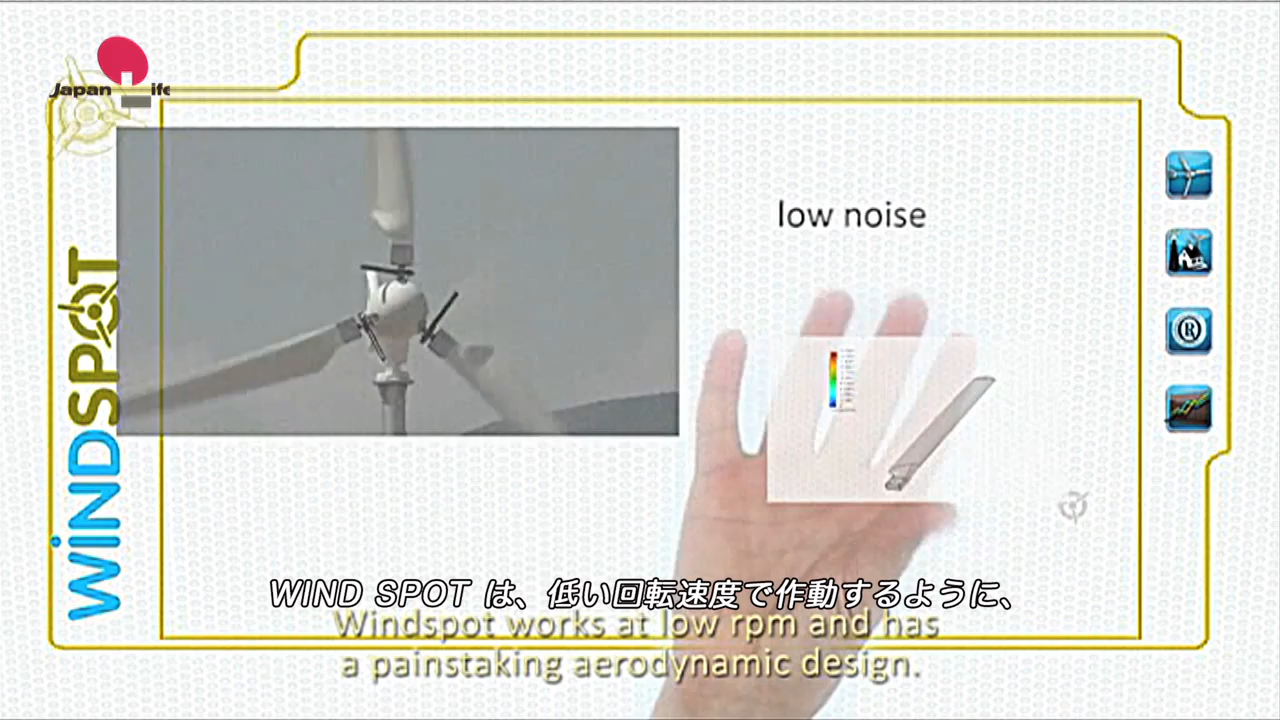 Japan Life
WINDSPOT
low noise
®
WIND SPOT は、低い回転速度で作動するように、
Windspot works at low rpm and has
a painstaking aerodynamic design.